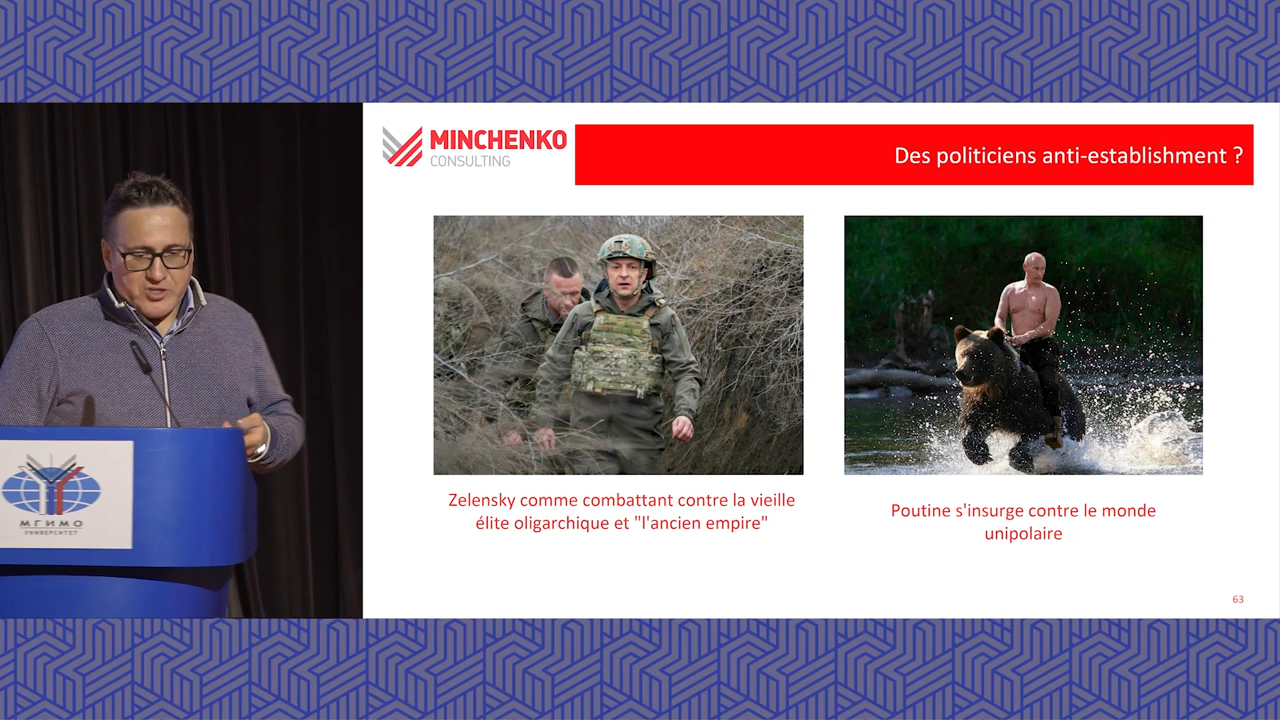 MINCHENKO
CONSULTING
Des politiciens anti-establishment ?
Zelensky comme combattant contre la vieille
élite oligarchique et "l'ancien empire"
Poutine s'insurge contre le monde
unipolaire
63
МГИМО
УНИВЕРСИТЕТ